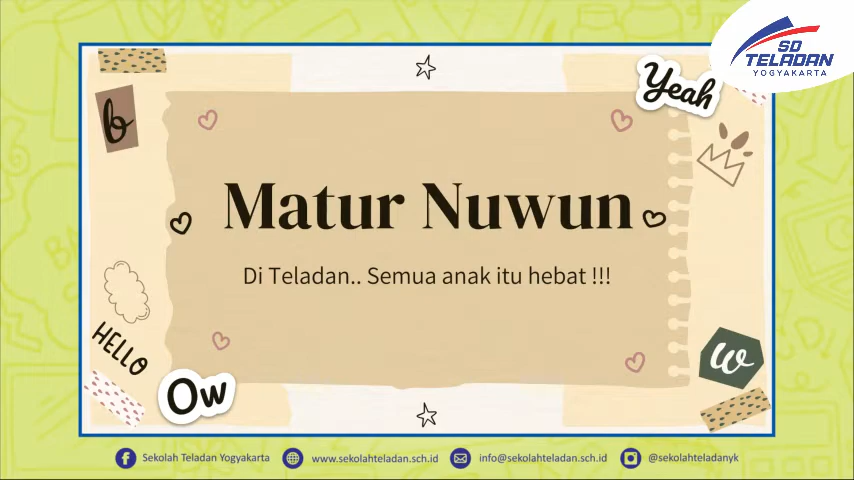 SD
TELADAN
YOGYAKARTA
Yeah
b
Matur Nuwun
Di Teladan.. Semua anak itu hebat !!!
HELLO
w
Ow
Sekolah Teladan Yogyakarta
www.sekolahteladan.sch.id
info@sekolahteladan.sch.id
@sekolahteladanyk